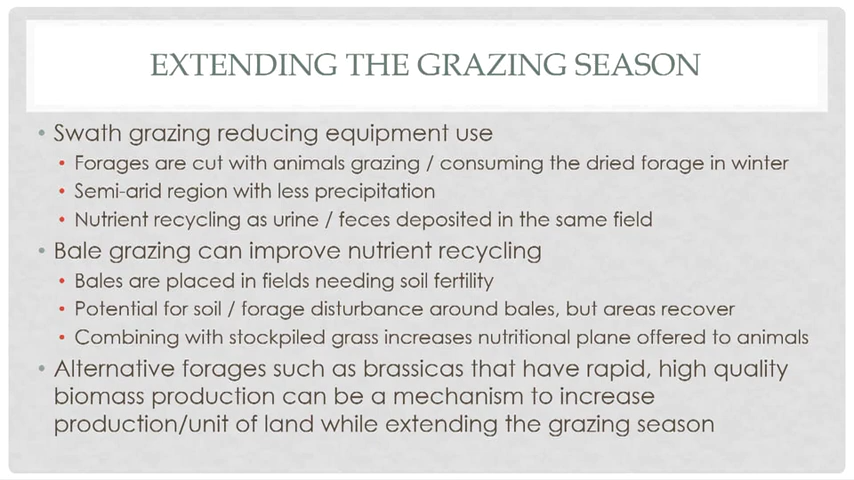 EXTENDING THE GRAZING SEASON
• Swath grazing reducing equipment use
• Forages are cut with animals grazing / consuming the dried forage in winter
• Semi-arid region with less precipitation
• Nutrient recycling as urine / feces deposited in the same field
• Bale grazing can improve nutrient recycling
• Bales are placed in fields needing soil fertility
• Potential for soil / forage disturbance around bales, but areas recover
• Combining with stockpiled grass increases nutritional plane offered to animals
• Alternative forages such as brassicas that have rapid, high quality
biomass production can be a mechanism to increase
production/unit of land while extending the grazing season